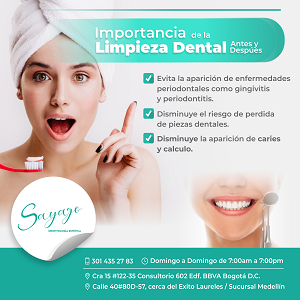 Importancia de la
Limpieza Dental Antes y
Después
Evita la aparición de enfermedades
periodontales como gingivitis
y periodontitis.
Disminuye el riesgo de perdida
de piezas dentales.
Disminuye la aparición de caries
y calculo.
Sayago
301 435 27 83
Domingo a Domingo de 7:00am a 7:00pm
Cra 15 #122-35 Consultorio 602 Edf. BBVA Bogotá D.C.
Calle 40#80D-57, cerca del Exito Laureles / Sucursal Medellín